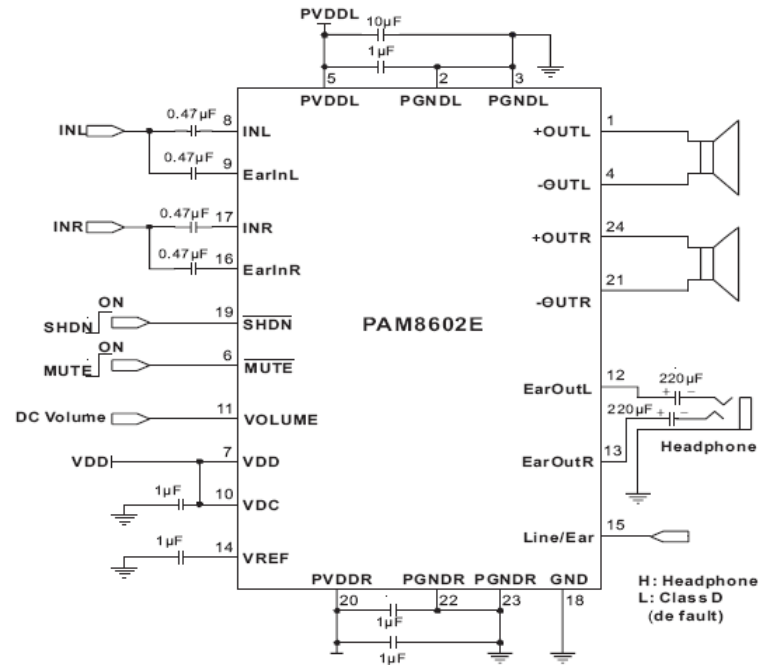 PVDDL
10µF
1µF
5 2 3
PVDDL PGNDL PGNDL
INL 0.47µF 8 INL
0.47µF 9 EarInL
INR 0.47µF 17 INR
0.47µF 16 EarInR
ON
SHDN 19 SHDN
ON
MUTE 6 MUTE
DC Volume 11 VOLUME
VDD 7 VDD
1µF 10 VDC
1µF 14 VREF
PAM8602E
+OUTL 1
-OUTL 4
+OUTR 24
-OUTR 21
EarOutL 12 220µF + -
220µF + -
EarOutR 13 Headphone
Line/Ear 15
H: Headphone
L: Class D
(de fault)
PVDDR PGNDR PGNDR GND
20 22 23 18
1µF
1µF